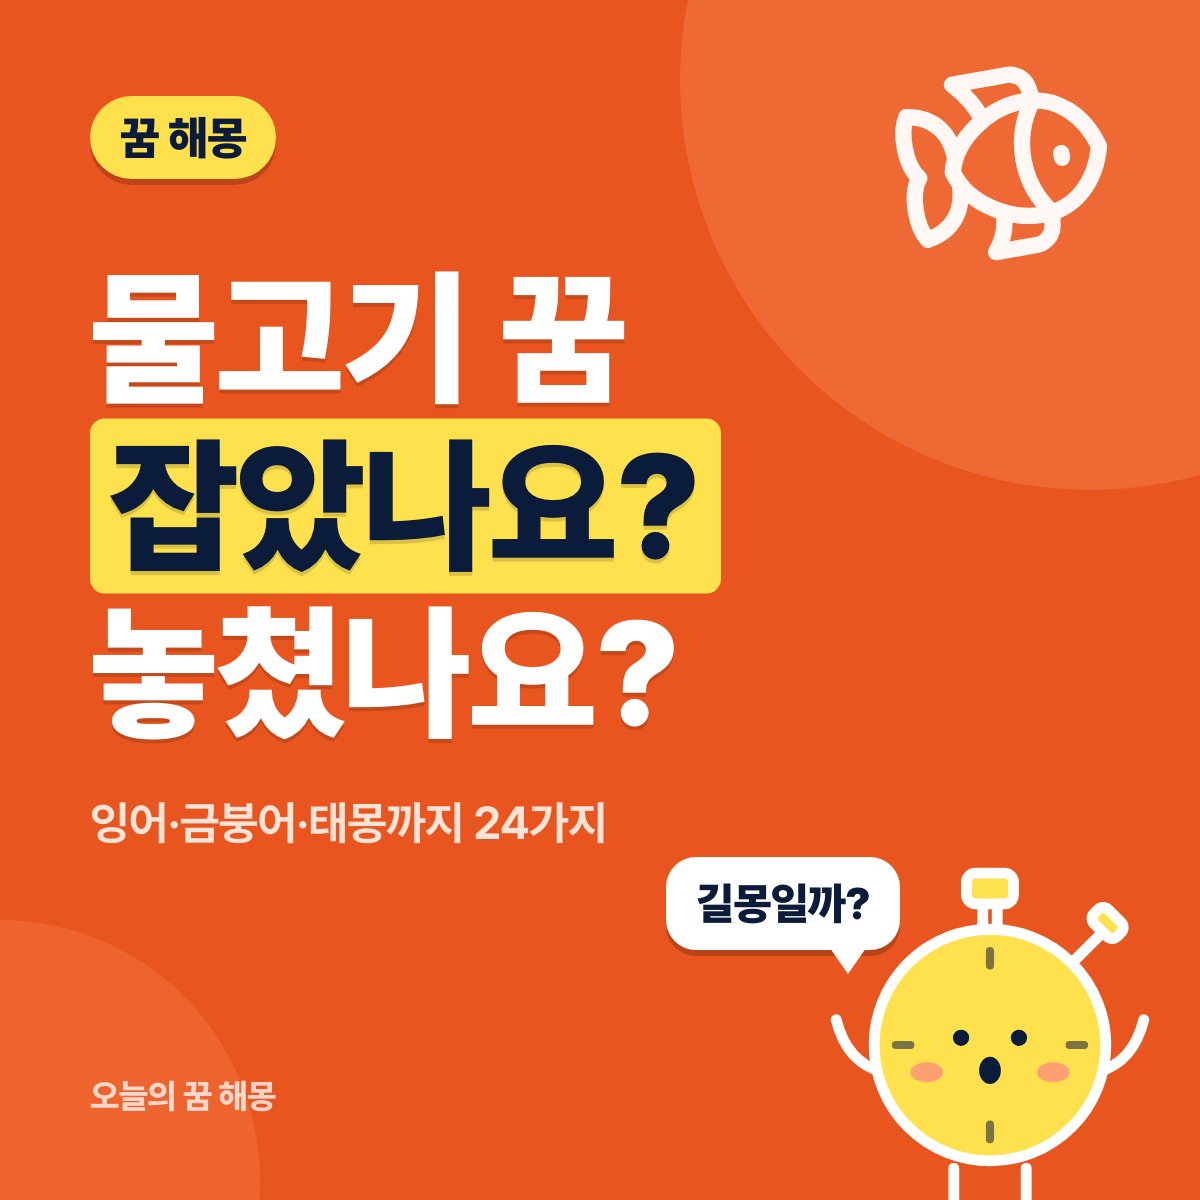 꿈 해몽
물고기 꿈
잡았나요?
놓쳤나요?
잉어·금붕어·태몽까지 24가지
길몽일까?
오늘의 꿈 해몽